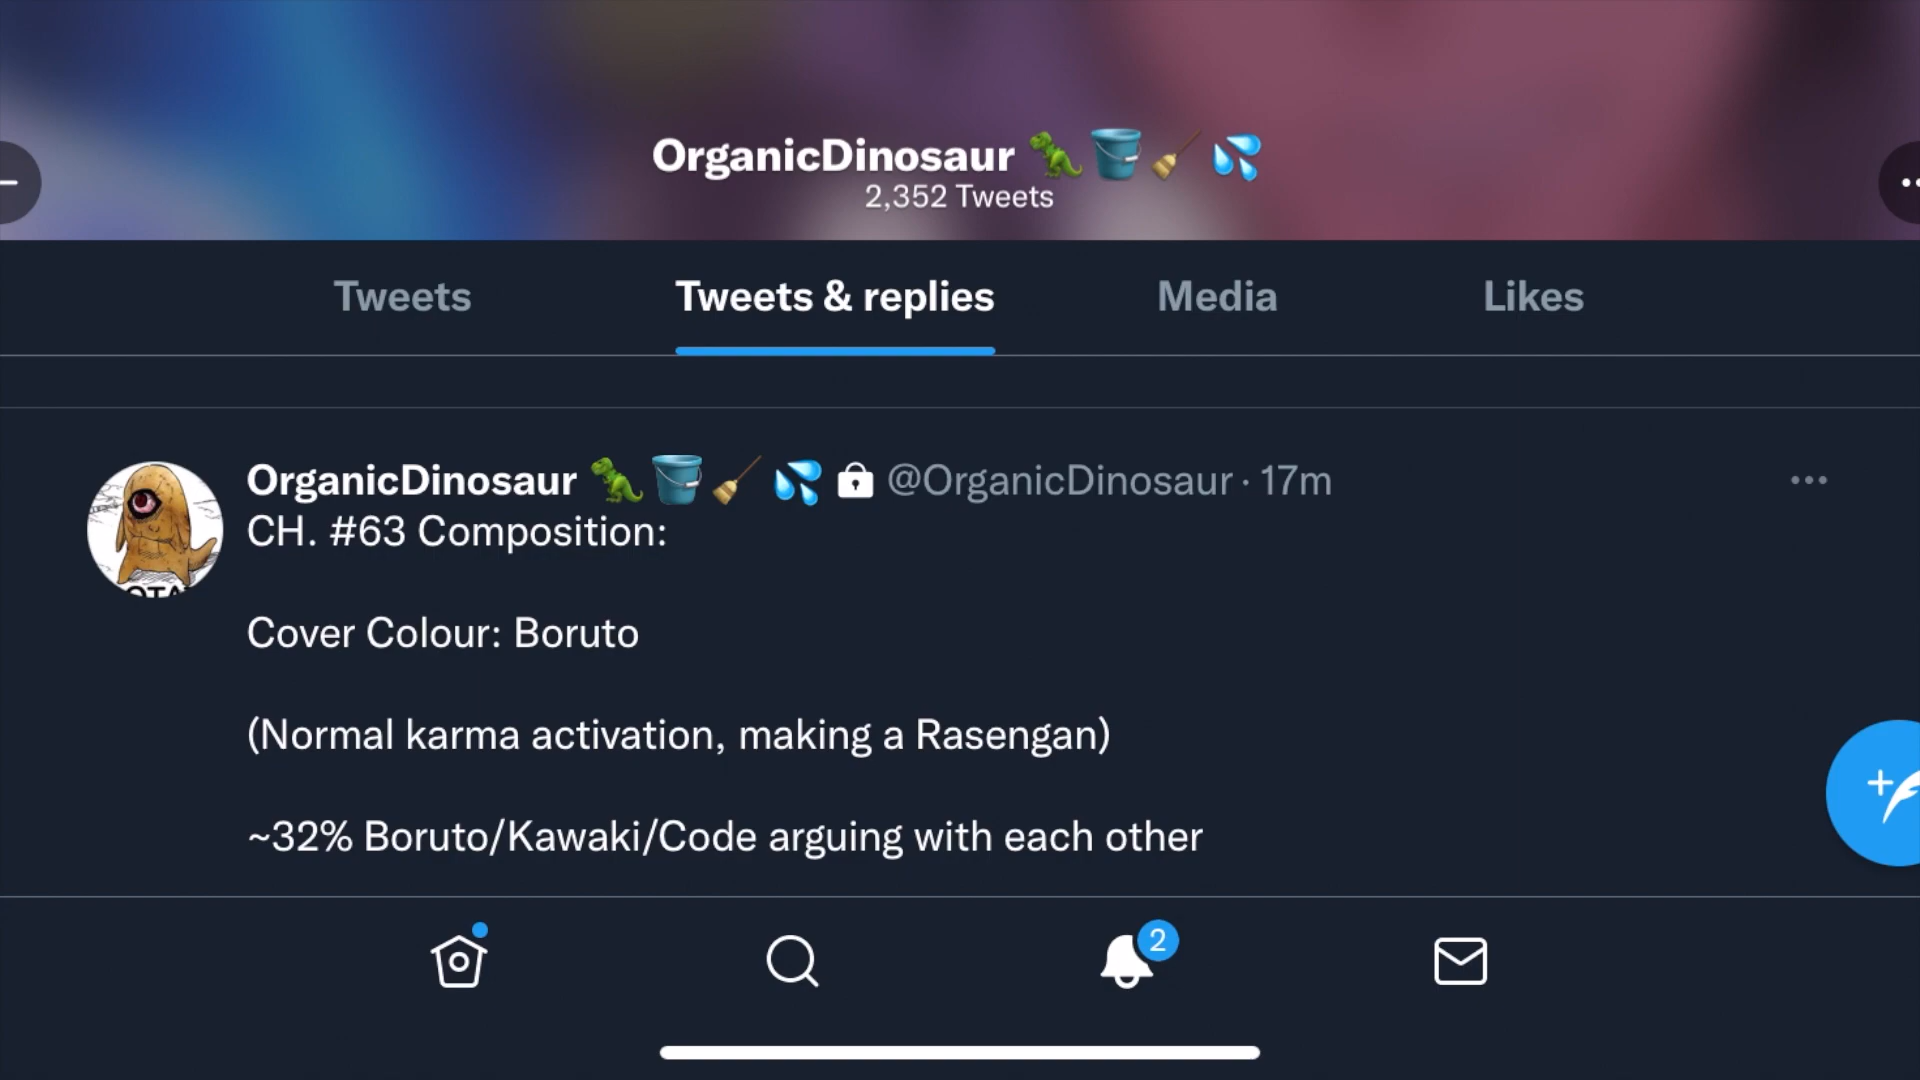 OrganicDinosaur 🦖🪣🧹💦
2,352 Tweets
Tweets
Tweets & replies
Media
Likes
OrganicDinosaur 🦖🪣🧹💦🔒 @OrganicDinosaur · 17m
CH. #63 Composition:
Cover Colour: Boruto
(Normal karma activation, making a Rasengan)
~32% Boruto/Kawaki/Code arguing with each other
2